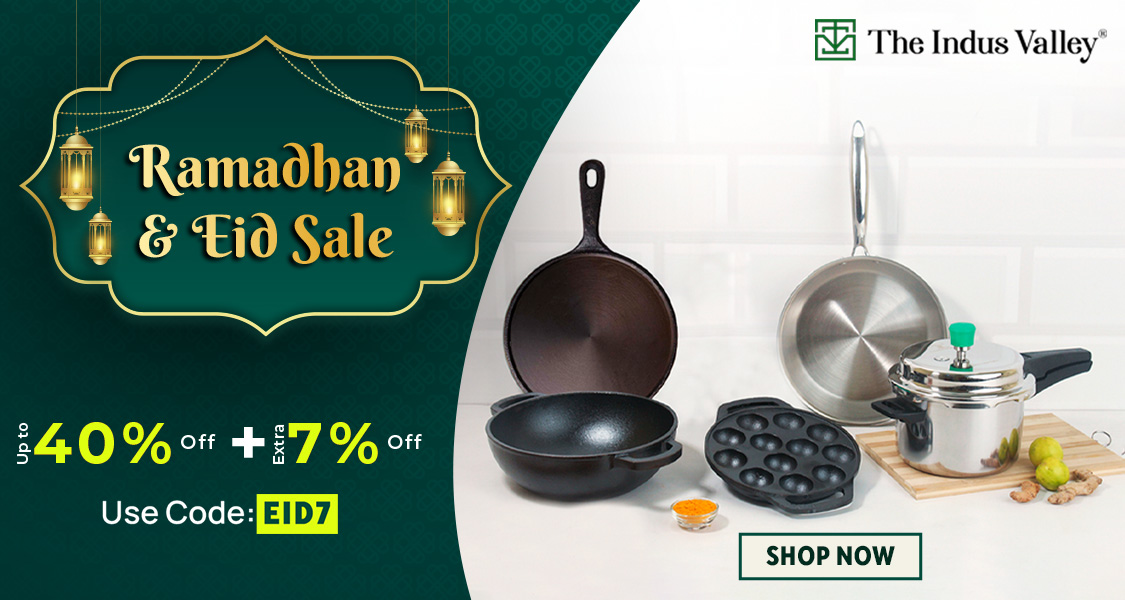 The Indus Valley®
Ramadhan
& Eid Sale
Up to 40% Off + Extra 7% Off
Use Code: EID7
SHOP NOW